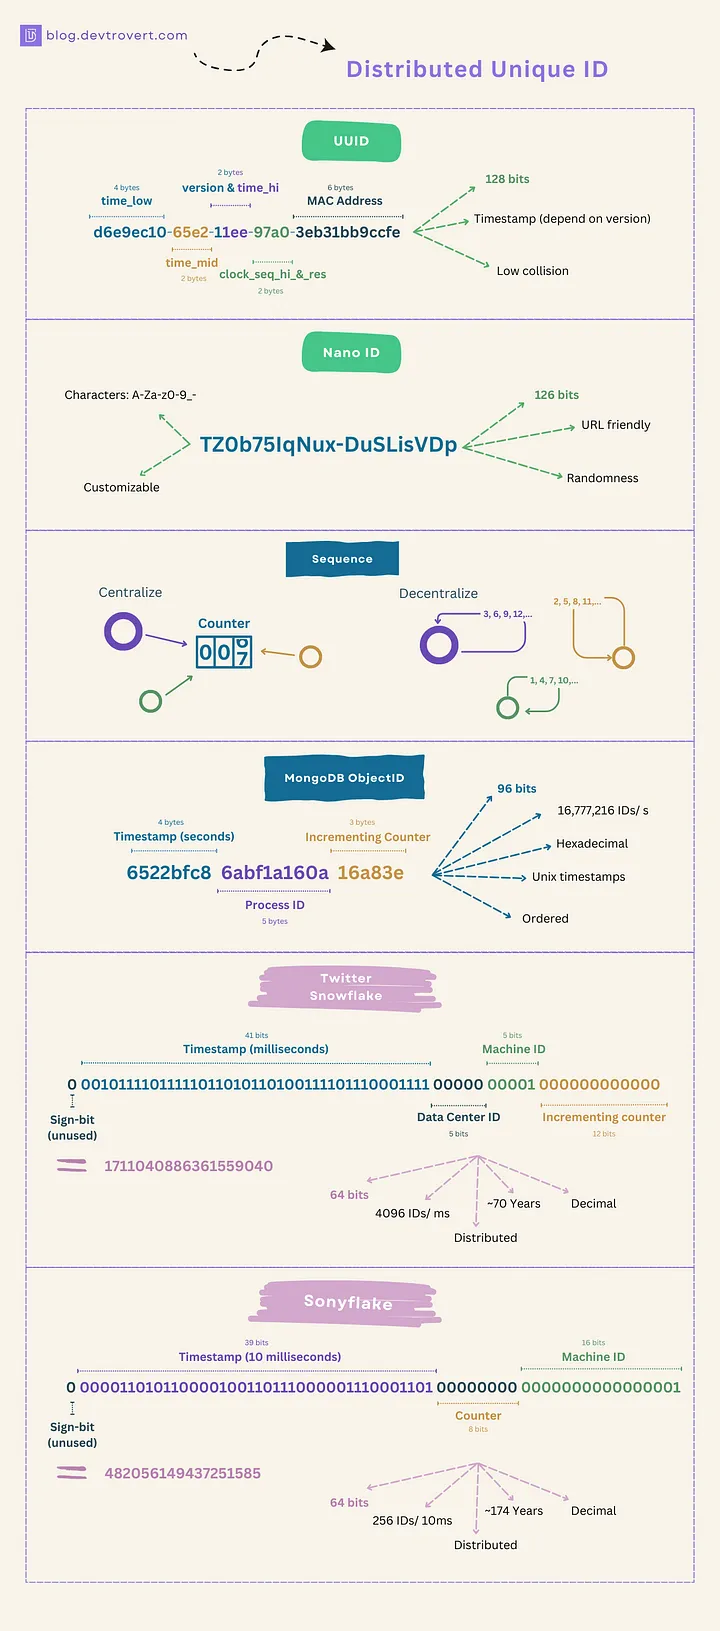 blog.devtrovert.com
Distributed Unique ID
UUID
2 bytes
4 bytes
version & time_hi
6 bytes
time_low
MAC Address
128 bits
d6e9ec10-65e2-11ee-97a0-3eb31bb9ccfe
Timestamp (depend on version)
time_mid
2 bytes
clock_seq_hi_&_res
2 bytes
Low collision
Nano ID
Characters: A-Za-z0-9_-
126 bits
URL friendly
TZ0b75IqNux-DuSLisVDp
Randomness
Customizable
Sequence
Centralize
Decentralize
Counter
0 0 6 7
3, 6, 9, 12,...
2, 5, 8, 11,...
1, 4, 7, 10,...
MongoDB ObjectID
96 bits
4 bytes
3 bytes
16,777,216 IDs/ s
Timestamp (seconds)
Incrementing Counter
Hexadecimal
6522bfc8 6abf1a160a 16a83e
Unix timestamps
Process ID
5 bytes
Ordered
Twitter
Snowflake
41 bits
5 bits
Timestamp (milliseconds)
Machine ID
0 00101111011111011010110100111101110001111 00000 00001 000000000000
Sign-bit
(unused)
Data Center ID
5 bits
Incrementing counter
12 bits
1711040886361559040
64 bits
4096 IDs/ ms
Distributed
~70 Years
Decimal
Sonyflake
39 bits
16 bits
Timestamp (10 milliseconds)
Machine ID
0 000011010110000100110111000001110001101 00000000 0000000000000001
Sign-bit
(unused)
Counter
8 bits
482056149437251585
64 bits
256 IDs/ 10ms
Distributed
~174 Years
Decimal